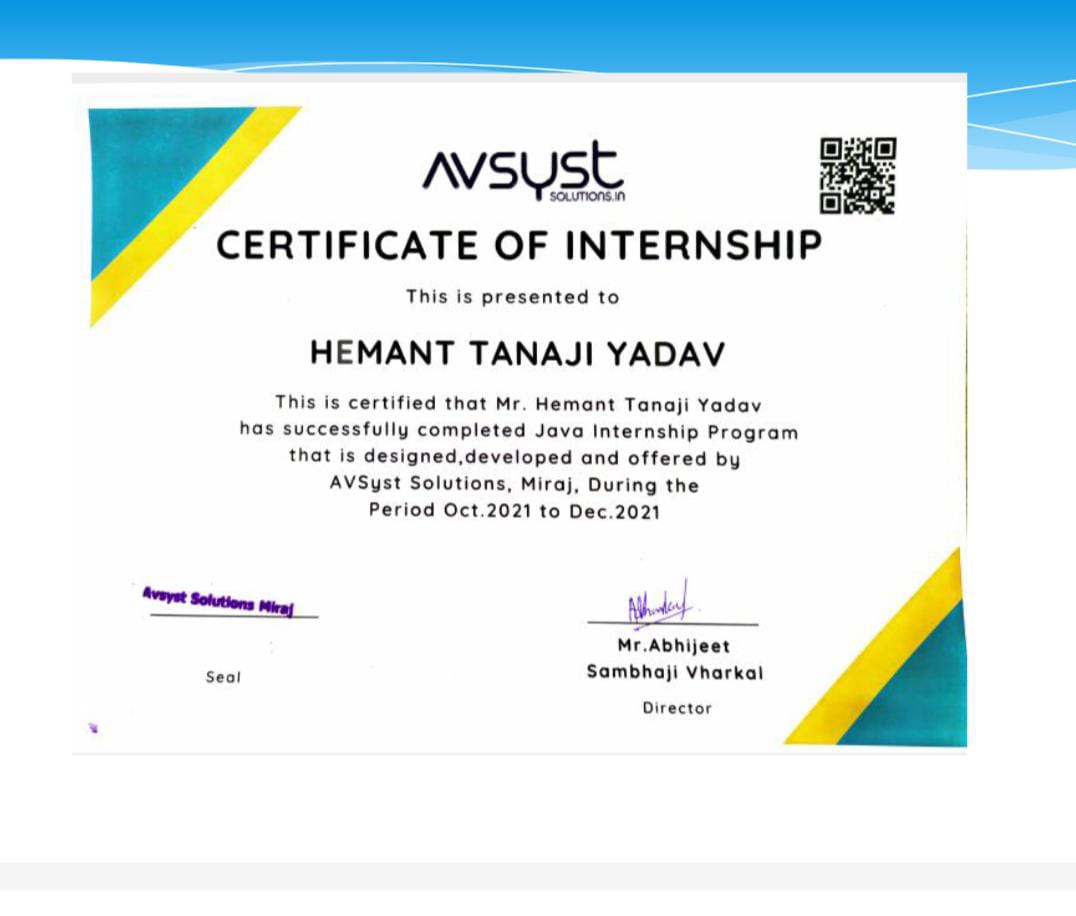 AVSYST
SOLUTIONS.IN
CERTIFICATE OF INTERNSHIP
This is presented to
HEMANT TANAJI YADAV
This is certified that Mr. Hemant Tanaji Yadav
has successfully completed Java Internship Program
that is designed,developed and offered by
AVSyst Solutions, Miraj, During the
Period Oct.2021 to Dec.2021
Avsyst Solutions Miraj
Seal
Mr.Abhijeet
Sambhaji Vharkal
Director